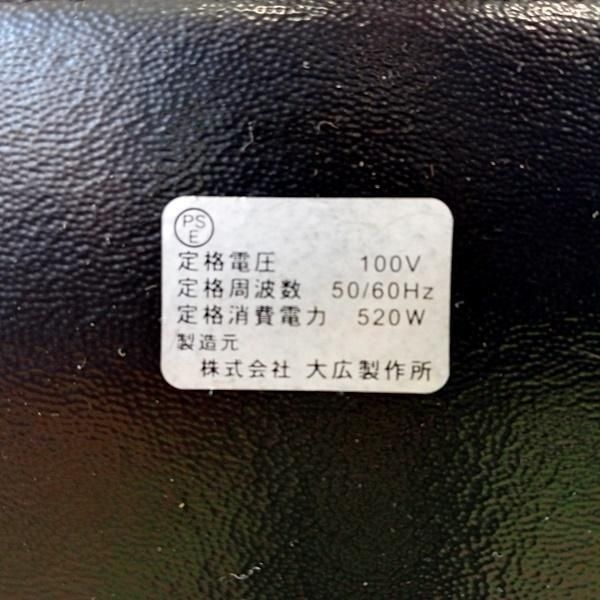 PS
E
定格電圧 100V
定格周波数 50/60Hz
定格消費電力 520W
製造元
株式会社 大広製作所